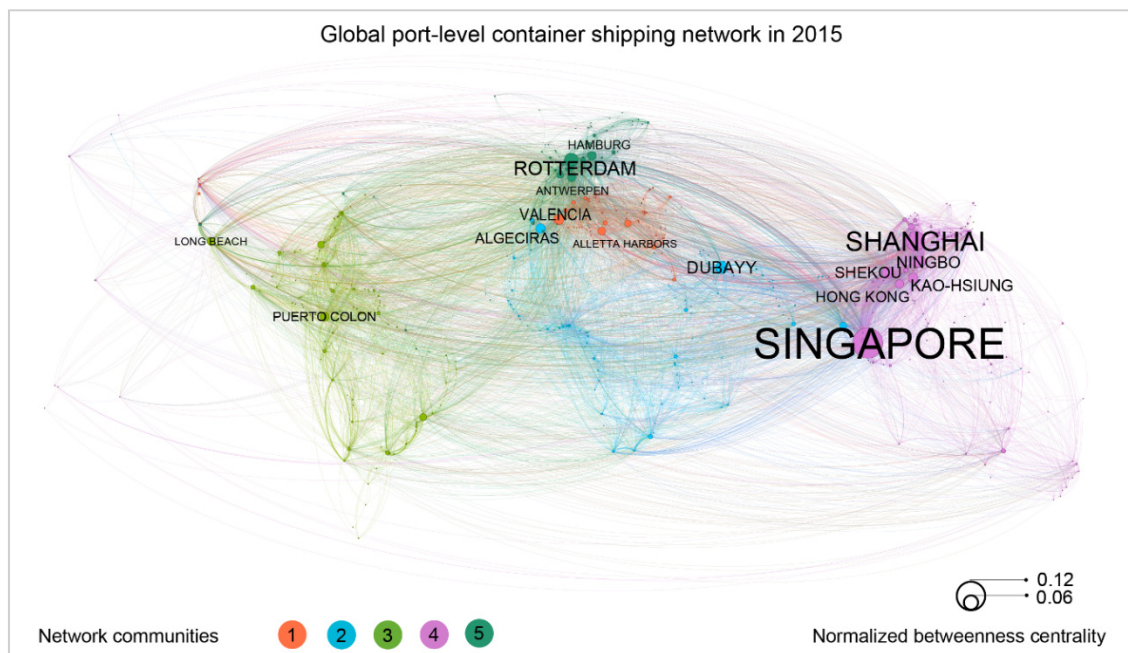 Global port-level container shipping network in 2015
HAMBURG
ROTTERDAM
ANTWERPEN
VALENCIA
ALGECIRAS
ALLETTA HARBORS
LONG BEACH
SHANGHAI
NINGBO
DUBAYY
SHEKOU
KAO-HSIUNG
HONG KONG
PUERTO COLON
SINGAPORE
0.12
0.06
Network communities
1
2
3
4
5
Normalized betweenness centrality